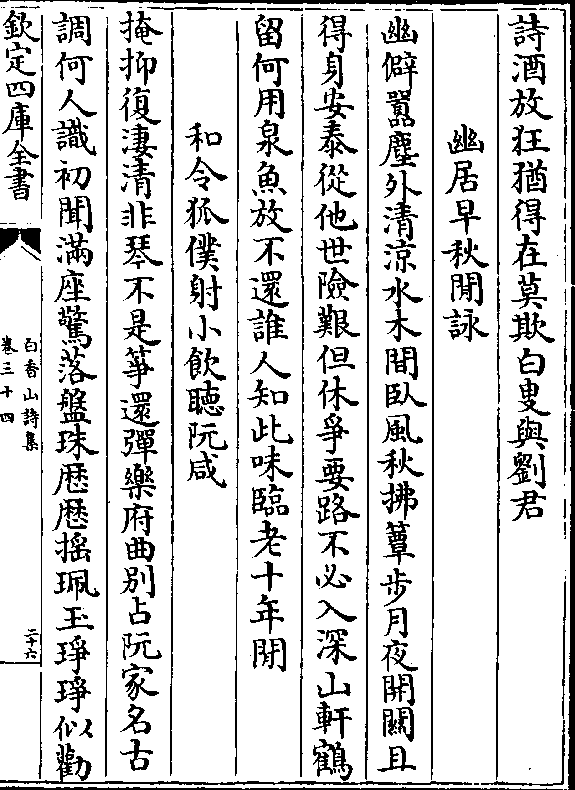 詩酒放狂猶得在莫欺白叟與劉君
幽居早秋閒詠
幽僻囂塵外清涼水木間臥風秋拂簟步月夜開關且
得身安泰從他世險艱但休爭要路不必入深山軒鶴
留何用泉魚放不還誰人知此味臨老十年閒
和令狐僕射小飲聽阮咸
掩抑復淒清非琴不是箏還彈樂府曲別占阮家名古
調何人識初聞滿座驚落盤珠歴歴揺珮玉琤琤似勸
欽定四庫全書
白香山詩集
卷三十四
二十六